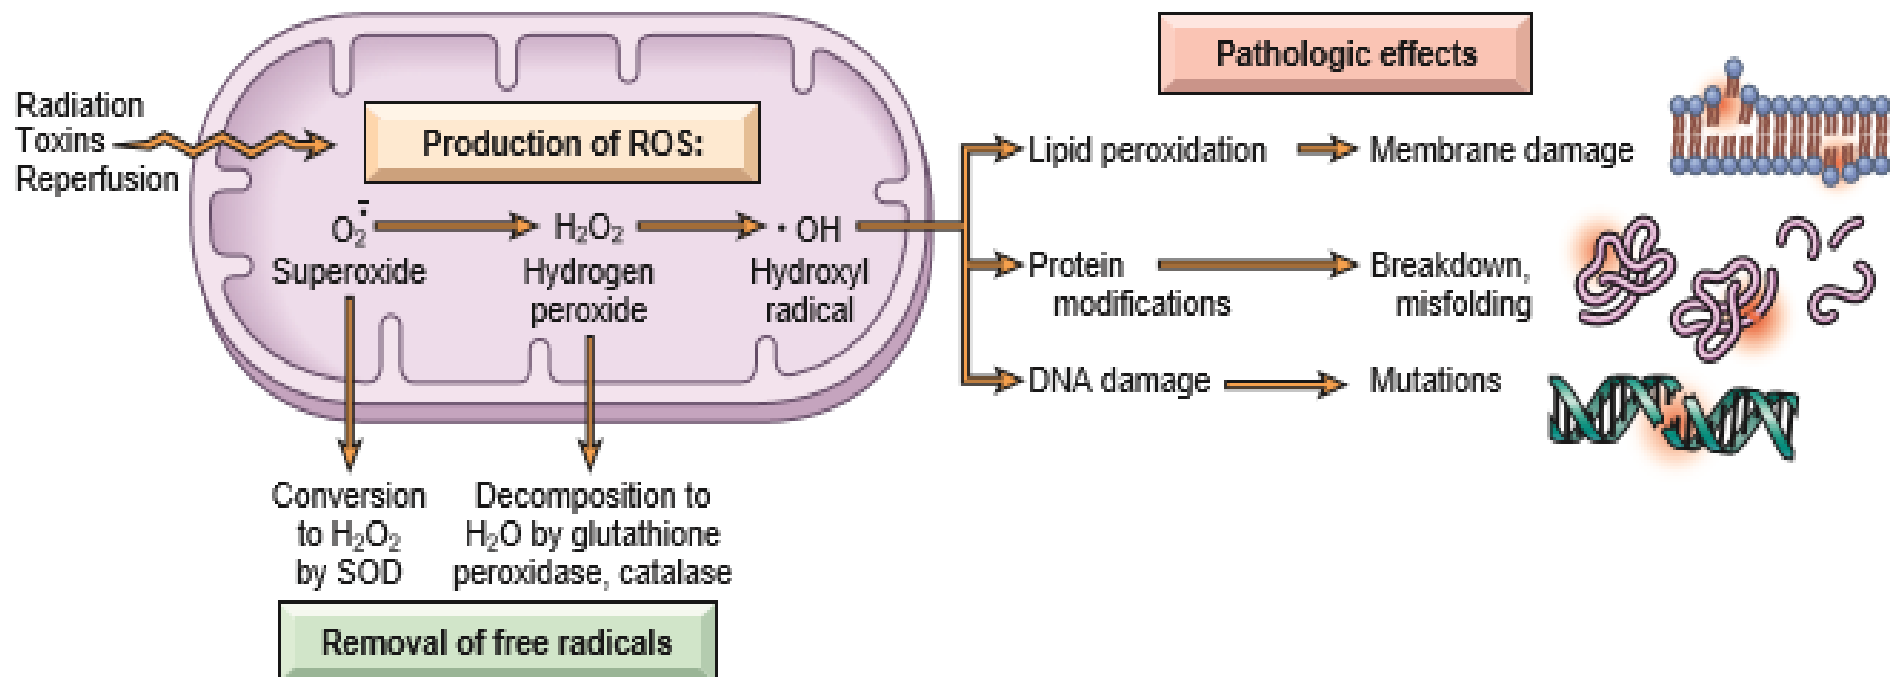 Pathologic effects
Radiation
Toxins
Reperfusion
Production of ROS:
O₂⨪ 
H₂O₂
· OH
Superoxide
Hydrogen
peroxide
Hydroxyl
radical
Lipid peroxidation
Membrane damage
Protein
modifications
Breakdown,
misfolding
DNA damage
Mutations
Conversion
to H₂O₂
by SOD
Decomposition to
H₂O by glutathione
peroxidase, catalase
Removal of free radicals